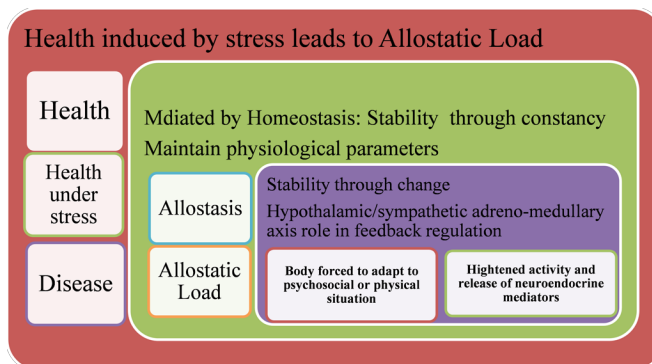 Health induced by stress leads to Allostatic Load
Health
Mdiated by Homeostasis: Stability through constancy
Maintain physiological parameters
Health
under
stress
Allostasis
Stability through change
Hypothalamic/sympathetic adreno-medullary
axis role in feedback regulation
Disease
Allostatic
Load
Body forced to adapt to
psychosocial or physical
situation
Hightened activity and
release of neuroendocrine
mediators